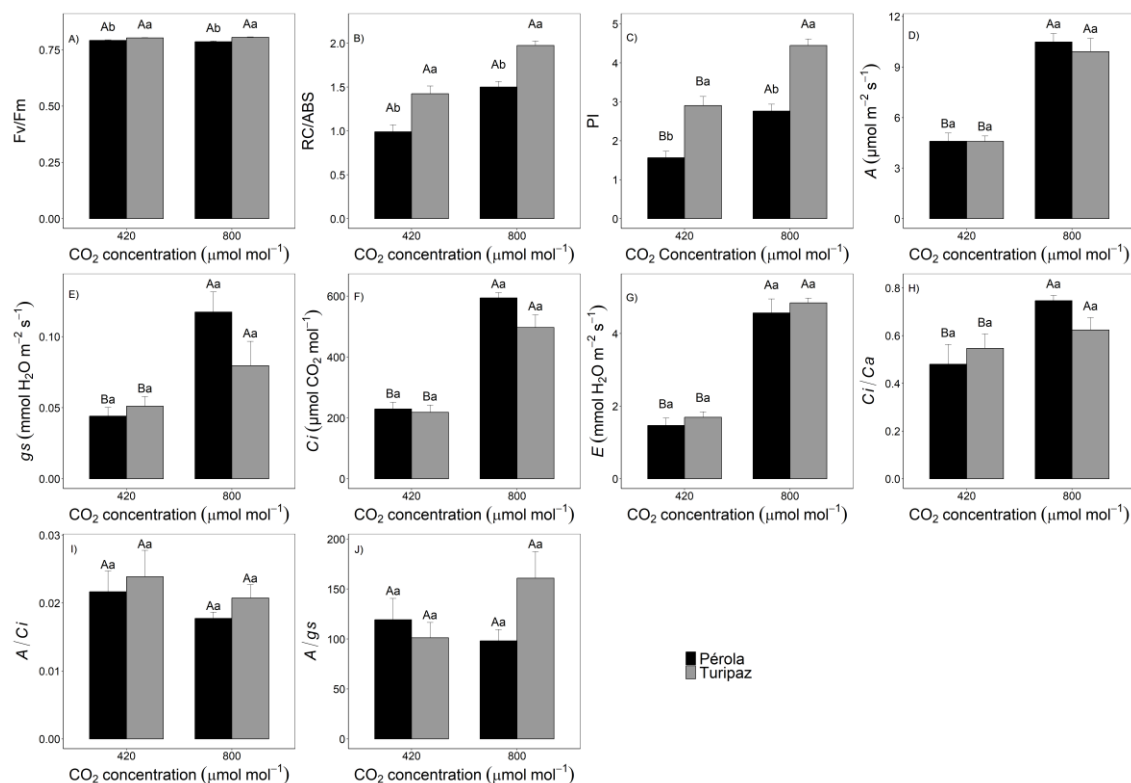 A)
Fv/Fm
0.75
0.50
0.25
0.00
Ab Aa Ab Aa
420 800
CO₂ concentration (μmol mol⁻¹)
B)
RC/ABS
2.0
1.5
1.0
0.5
0.0
Ab Aa Ab Aa
420 800
CO₂ concentration (μmol mol⁻¹)
C)
PI
5
4
3
2
1
0
Bb Ba Ab Aa
420 800
CO₂ Concentration (μmol mol⁻¹)
D)
A (μmol m⁻² s⁻¹)
12
9
6
3
0
Ba Ba Aa Aa
420 800
CO₂ concentration (μmol mol⁻¹)
E)
gs (mmol H₂O m⁻² s⁻¹)
0.10
0.05
0.00
Ba Ba Aa Aa
420 800
CO₂ concentration (μmol mol⁻¹)
F)
Ci (μmol CO₂ mol⁻¹)
600
400
200
0
Ba Ba Aa Aa
420 800
CO₂ concentration (μmol mol⁻¹)
G)
E (mmol H₂O m⁻² s⁻¹)
4
2
0
Ba Ba Aa Aa
420 800
CO₂ concentration (μmol mol⁻¹)
H)
Ci/Ca
0.8
0.6
0.4
0.2
0.0
Ba Ba Aa Aa
420 800
CO₂ concentration (μmol mol⁻¹)
I)
A/Ci
0.03
0.02
0.01
0.00
Aa Aa Aa Aa
420 800
CO₂ concentration (μmol mol⁻¹)
J)
A/gs
200
150
100
50
0
Aa Aa Aa Aa
420 800
CO₂ concentration (μmol mol⁻¹)
Pérola
Turipaz